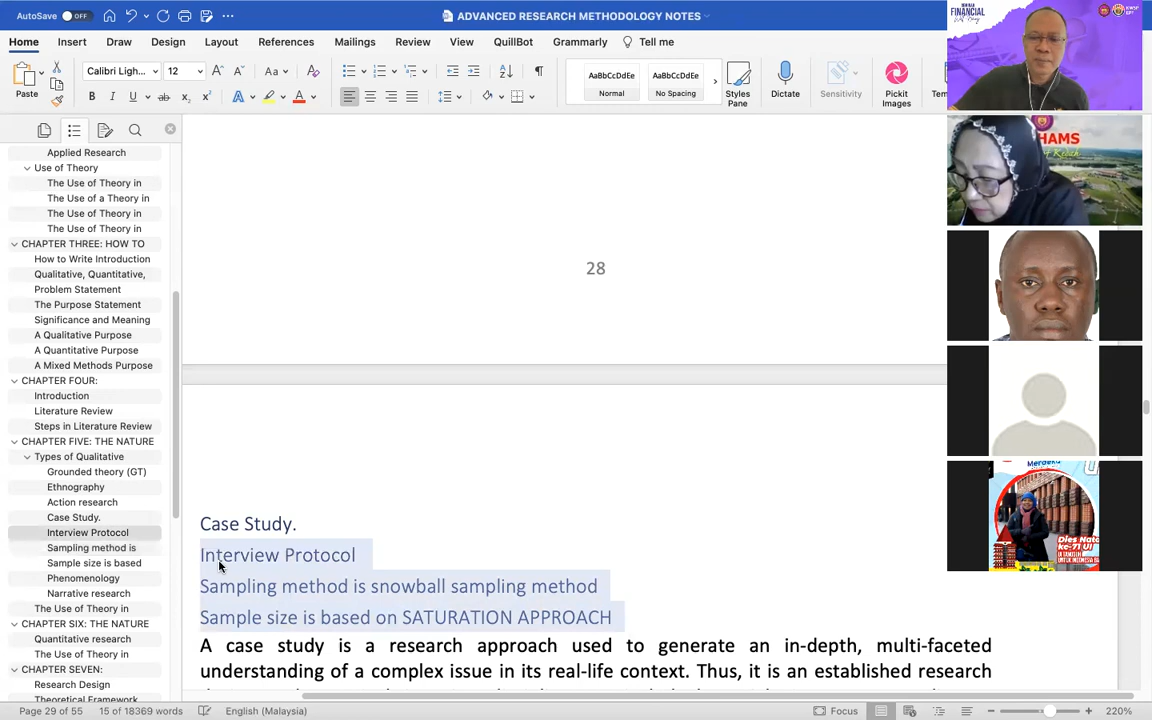 AutoSave OFF
ADVANCED RESEARCH METHODOLOGY NOTES
Home Insert Draw Design Layout References Mailings Review View QuillBot Grammarly Tell me
Paste
Calibri Ligh... 12
AaBbCcDdEe
Normal
AaBbCcDdEe
No Spacing
Styles
Pane
Dictate
Sensitivity
Pickit
Images
Applied Research
Use of Theory
The Use of Theory in
The Use of a Theory in
The Use of Theory in
The Use of Theory in
CHAPTER THREE: HOW TO
How to Write Introduction
Qualitative, Quantitative,
Problem Statement
The Purpose Statement
Significance and Meaning
A Qualitative Purpose
A Quantitative Purpose
A Mixed Methods Purpose
CHAPTER FOUR:
Introduction
Literature Review
Steps in Literature Review
CHAPTER FIVE: THE NATURE
Types of Qualitative
Grounded theory (GT)
Ethnography
Action research
Case Study.
Interview Protocol
Sampling method is
Sample size is based
Phenomenology
Narrative research
The Use of Theory in
CHAPTER SIX: THE NATURE
Quantitative research
The Use of Theory in
CHAPTER SEVEN:
Research Design
Theoretical Framework
28
Case Study.
Interview Protocol
Sampling method is snowball sampling method
Sample size is based on SATURATION APPROACH
A case study is a research approach used to generate an in-depth, multi-faceted
understanding of a complex issue in its real-life context. Thus, it is an established research
FINANCIAL
HAMS
Dies Nata
ke-71 UI
Page 29 of 55 15 of 18369 words English (Malaysia) Focus 220%